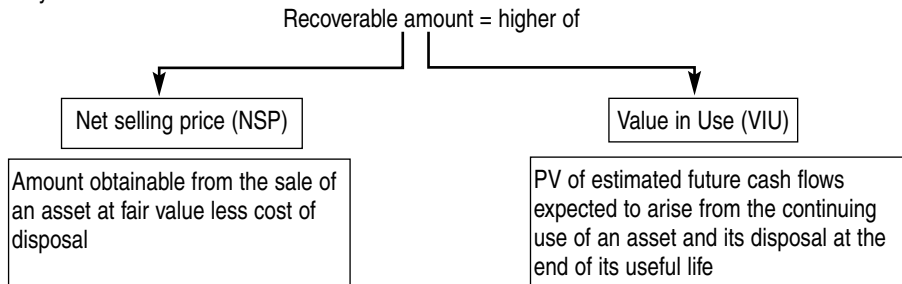 Recoverable amount = higher of
Net selling price (NSP)
Value in Use (VIU)
Amount obtainable from the sale of
an asset at fair value less cost of
disposal
PV of estimated future cash flows
expected to arise from the continuing
use of an asset and its disposal at the
end of its useful life